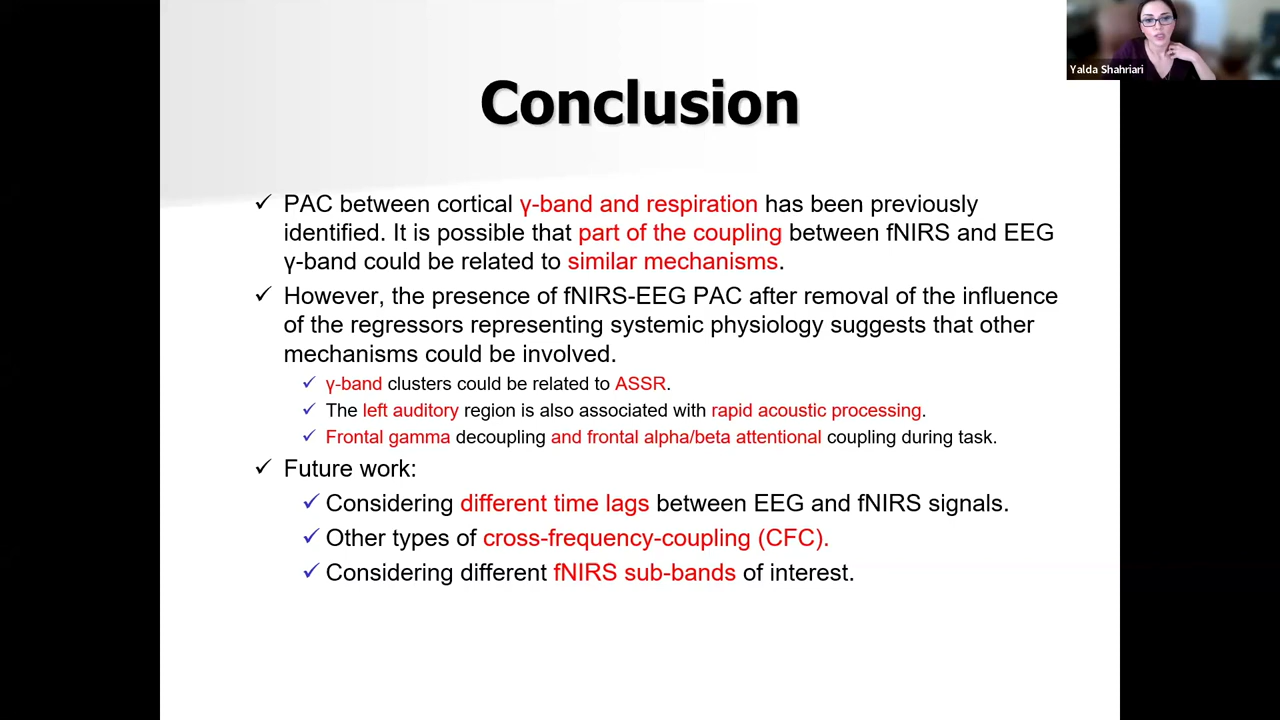 Yalda Shahriari
Conclusion
✓ PAC between cortical γ-band and respiration has been previously
identified. It is possible that part of the coupling between fNIRS and EEG
γ-band could be related to similar mechanisms.
✓ However, the presence of fNIRS-EEG PAC after removal of the influence
of the regressors representing systemic physiology suggests that other
mechanisms could be involved.
✓ γ-band clusters could be related to ASSR.
✓ The left auditory region is also associated with rapid acoustic processing.
✓ Frontal gamma decoupling and frontal alpha/beta attentional coupling during task.
✓ Future work:
✓ Considering different time lags between EEG and fNIRS signals.
✓ Other types of cross-frequency-coupling (CFC).
✓ Considering different fNIRS sub-bands of interest.